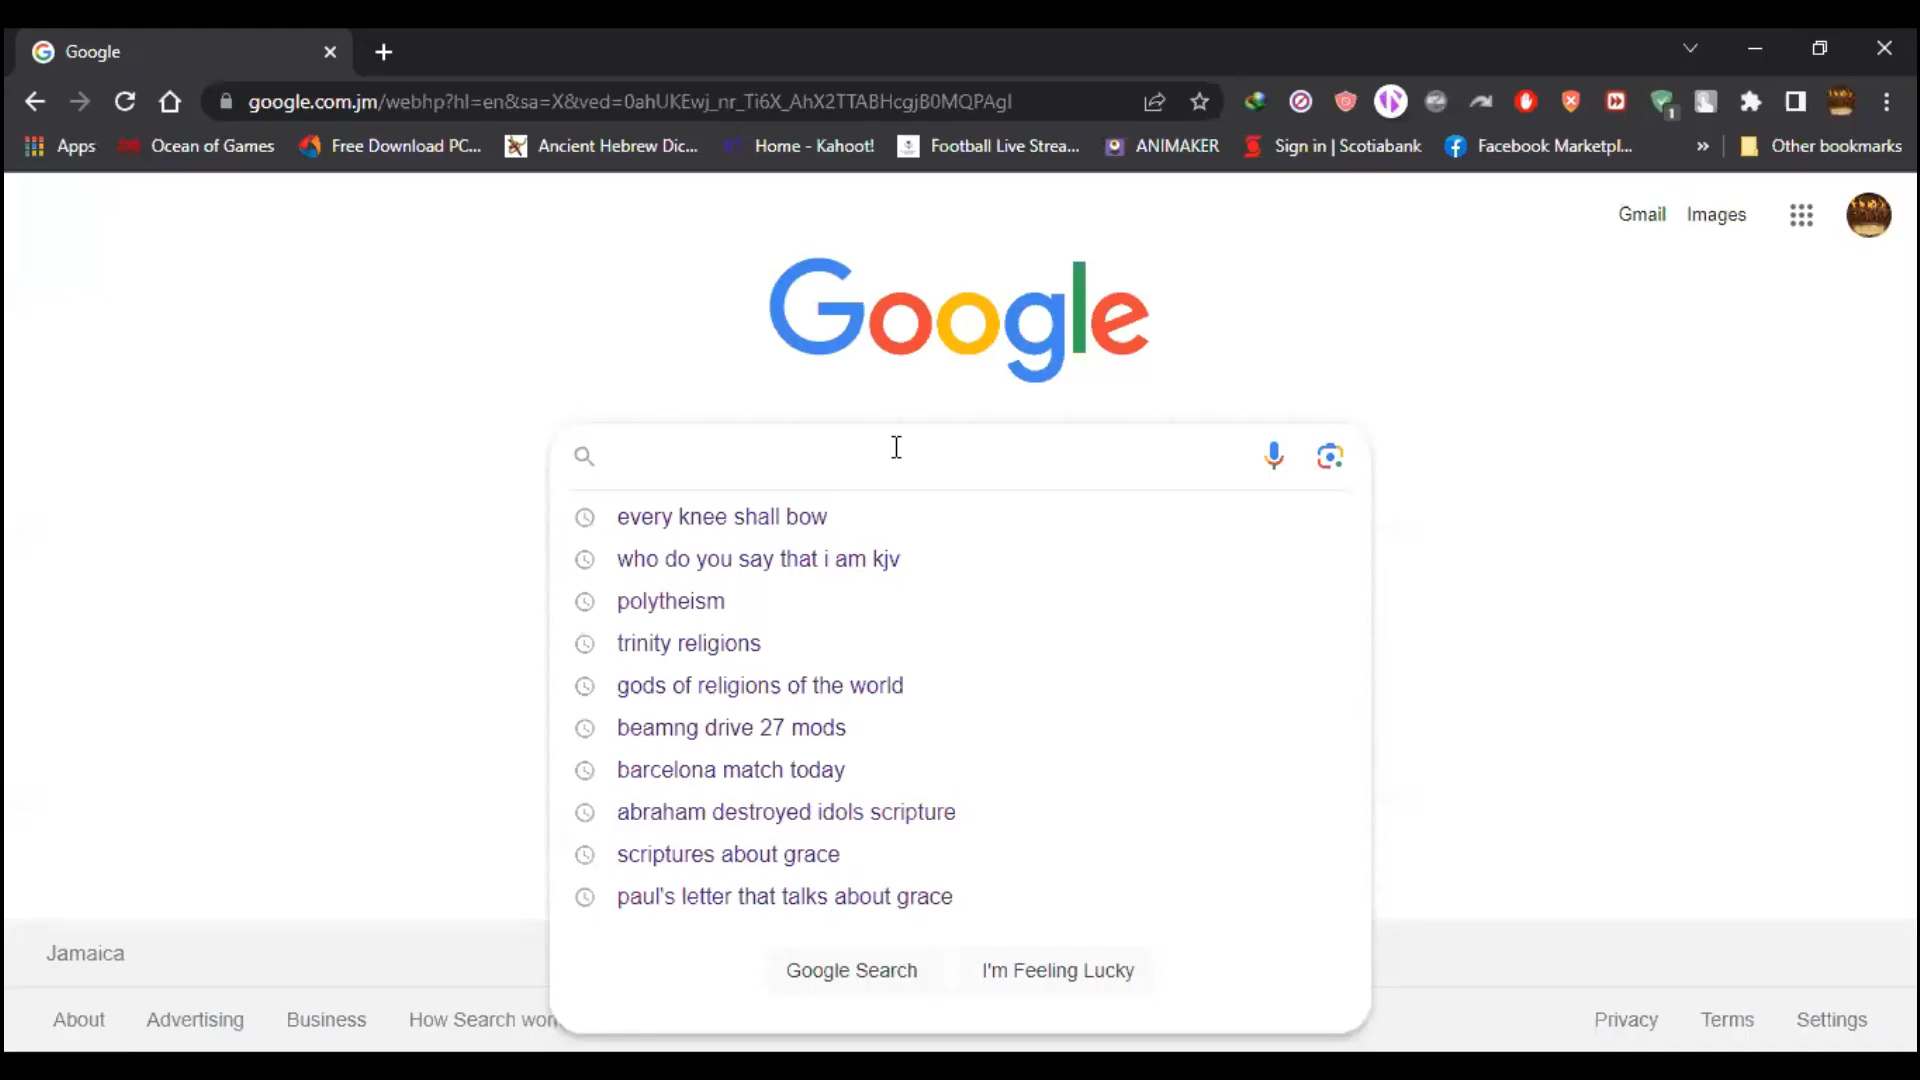 Google
google.com.jm/webhp?hl=en&sa=X&ved=0ahUKEwj_nr_Ti6X_AhX2TTABHcgjB0MQPAgI
1
Apps Ocean of Games Free Download PC... Ancient Hebrew Dic... Home - Kahoot! Football Live Strea... ANIMAKER Sign in | Scotiabank Facebook Marketpl... » Other bookmarks
Gmail Images
Google
every knee shall bow
who do you say that i am kjv
polytheism
trinity religions
gods of religions of the world
beamng drive 27 mods
barcelona match today
abraham destroyed idols scripture
scriptures about grace
paul's letter that talks about grace
Google Search I'm Feeling Lucky
Jamaica
About Advertising Business How Search wor Privacy Terms Settings